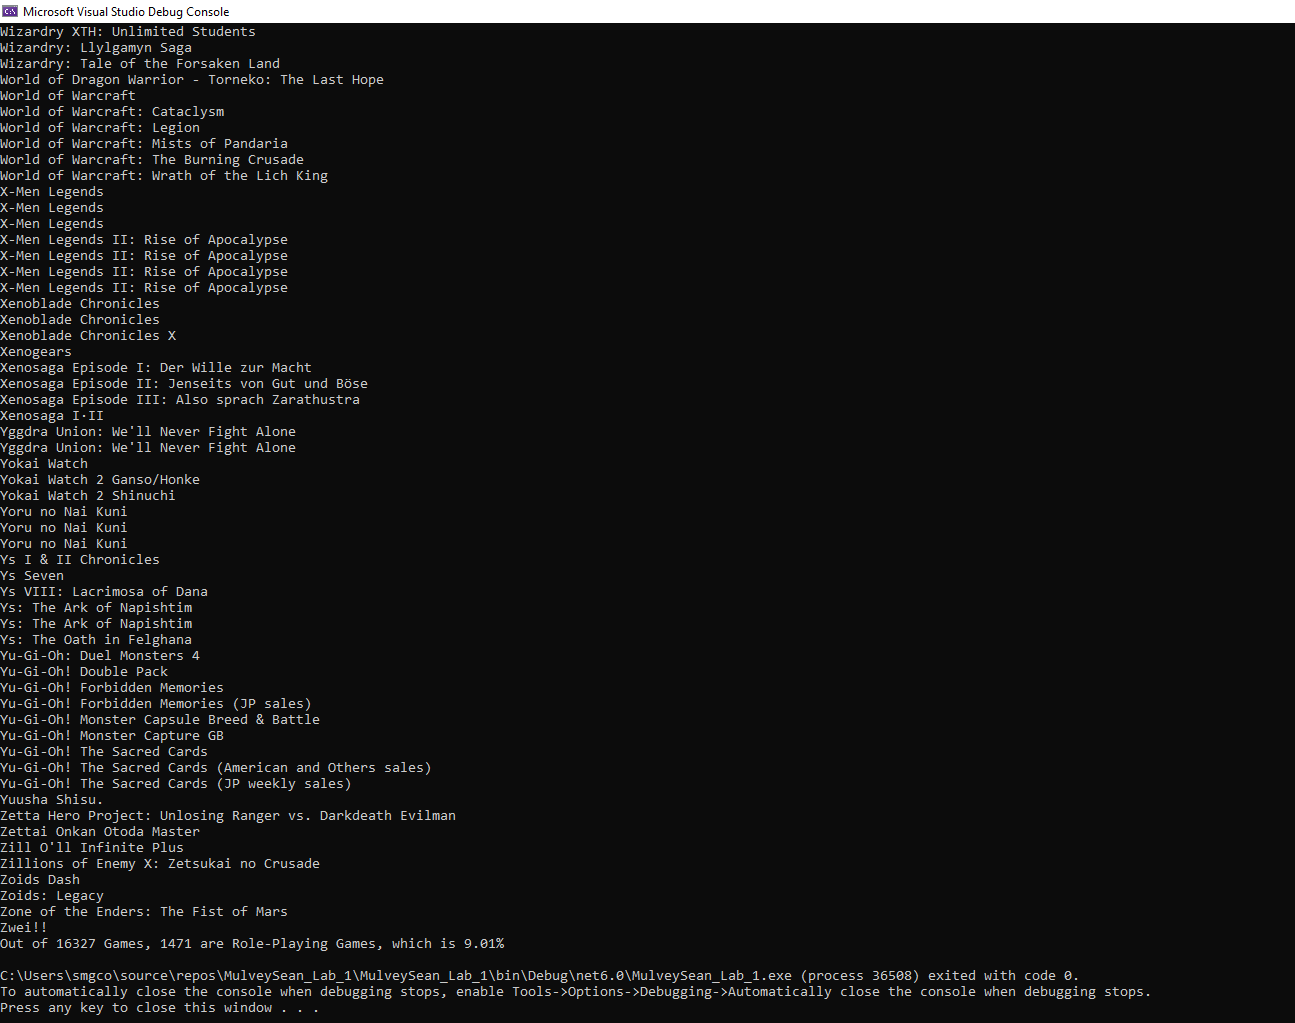 Microsoft Visual Studio Debug Console
Wizardry XTH: Unlimited Students
Wizardry: Llylgamyn Saga
Wizardry: Tale of the Forsaken Land
World of Dragon Warrior - Torneko: The Last Hope
World of Warcraft
World of Warcraft: Cataclysm
World of Warcraft: Legion
World of Warcraft: Mists of Pandaria
World of Warcraft: The Burning Crusade
World of Warcraft: Wrath of the Lich King
X-Men Legends
X-Men Legends
X-Men Legends
X-Men Legends II: Rise of Apocalypse
X-Men Legends II: Rise of Apocalypse
X-Men Legends II: Rise of Apocalypse
X-Men Legends II: Rise of Apocalypse
Xenoblade Chronicles
Xenoblade Chronicles
Xenoblade Chronicles X
Xenogears
Xenosaga Episode I: Der Wille zur Macht
Xenosaga Episode II: Jenseits von Gut und Böse
Xenosaga Episode III: Also sprach Zarathustra
Xenosaga I·II
Yggdra Union: We'll Never Fight Alone
Yggdra Union: We'll Never Fight Alone
Yokai Watch
Yokai Watch 2 Ganso/Honke
Yokai Watch 2 Shinuchi
Yoru no Nai Kuni
Yoru no Nai Kuni
Yoru no Nai Kuni
Ys I & II Chronicles
Ys Seven
Ys VIII: Lacrimosa of Dana
Ys: The Ark of Napishtim
Ys: The Ark of Napishtim
Ys: The Oath in Felghana
Yu-Gi-Oh: Duel Monsters 4
Yu-Gi-Oh! Double Pack
Yu-Gi-Oh! Forbidden Memories
Yu-Gi-Oh! Forbidden Memories (JP sales)
Yu-Gi-Oh! Monster Capsule Breed & Battle
Yu-Gi-Oh! Monster Capture GB
Yu-Gi-Oh! The Sacred Cards
Yu-Gi-Oh! The Sacred Cards (American and Others sales)
Yu-Gi-Oh! The Sacred Cards (JP weekly sales)
Yuusha Shisu.
Zetta Hero Project: Unlosing Ranger vs. Darkdeath Evilman
Zettai Onkan Otoda Master
Zill O'll Infinite Plus
Zillions of Enemy X: Zetsukai no Crusade
Zoids Dash
Zoids: Legacy
Zone of the Enders: The Fist of Mars
Zwei!!
Out of 16327 Games, 1471 are Role-Playing Games, which is 9.01%
C:\Users\smgco\source\repos\MulveySean_Lab_1\MulveySean_Lab_1\bin\Debug\net6.0\MulveySean_Lab_1.exe (process 36508) exited with code 0.
To automatically close the console when debugging stops, enable Tools->Options->Debugging->Automatically close the console when debugging stops.
Press any key to close this window . . .